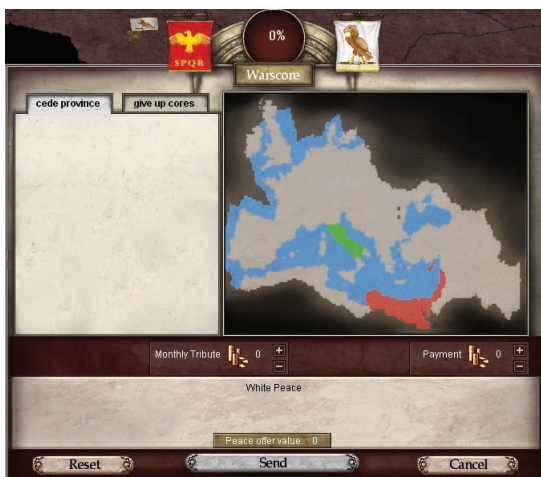 0%
SPQR
Warscore
cede province
give up cores
Monthly Tribute 0 +
-
Payment 0 +
-
White Peace
Peace offer value: 0
Reset
Send
Cancel